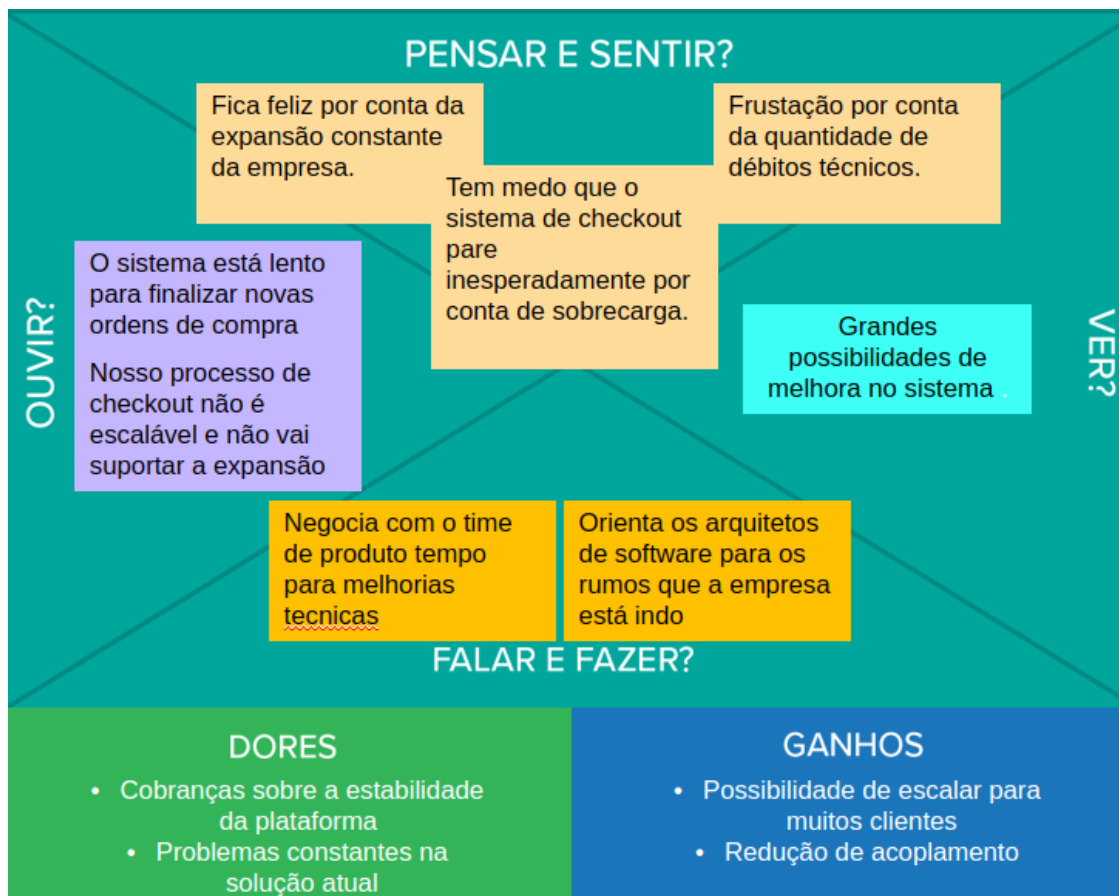 PENSAR E SENTIR?
Fica feliz por conta da
expansão constante
da empresa.
Tem medo que o
sistema de checkout
pare
inesperadamente por
conta de sobrecarga.
Frustação por conta
da quantidade de
débitos técnicos.
OUVIR?
O sistema está lento
para finalizar novas
ordens de compra
Nosso processo de
checkout não é
escalável e não vai
suportar a expansão
VER?
Grandes
possibilidades de
melhora no sistema .
Negocia com o time
de produto tempo
para melhorias
tecnicas
Orienta os arquitetos
de software para os
rumos que a empresa
está indo
FALAR E FAZER?
DORES
• Cobranças sobre a estabilidade
da plataforma
• Problemas constantes na
solução atual
GANHOS
• Possibilidade de escalar para
muitos clientes
• Redução de acoplamento